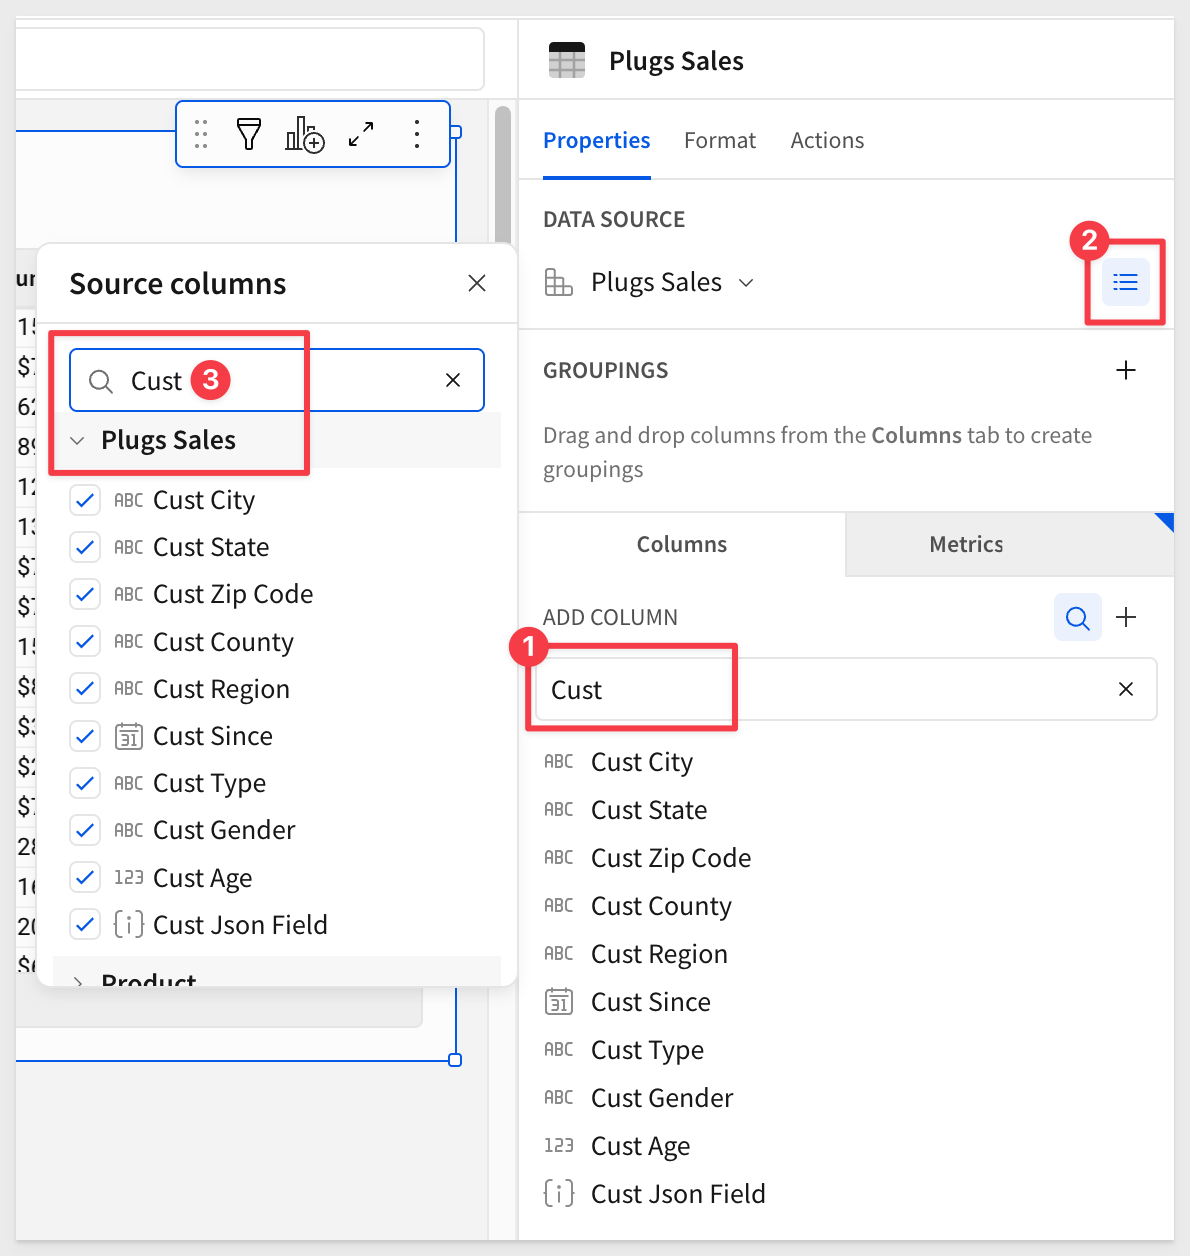 Plugs Sales
Properties Format Actions
DATA SOURCE
2
Plugs Sales
GROUPINGS
Drag and drop columns from the Columns tab to create
groupings
Columns Metrics
ADD COLUMN
1
Cust
ABC Cust City
ABC Cust State
ABC Cust Zip Code
ABC Cust County
ABC Cust Region
31 Cust Since
ABC Cust Type
ABC Cust Gender
123 Cust Age
{i} Cust Json Field
Source columns
Cust 3
Plugs Sales
ABC Cust City
ABC Cust State
ABC Cust Zip Code
ABC Cust County
ABC Cust Region
31 Cust Since
ABC Cust Type
ABC Cust Gender
123 Cust Age
{i} Cust Json Field
Product